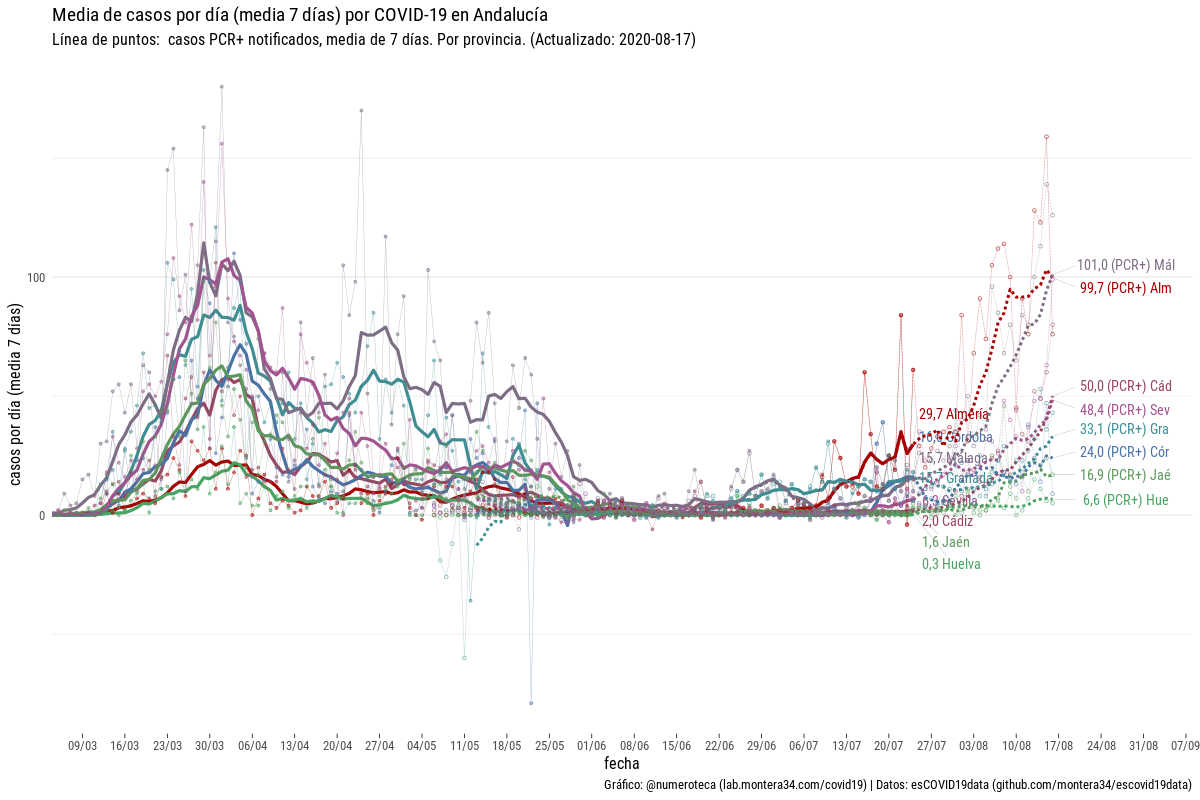 Media de casos por día (media 7 días) por COVID-19 en Andalucía
Línea de puntos:  casos PCR+ notificados, media de 7 días. Por provincia. (Actualizado: 2020-08-17)
casos por día (media 7 días)
100
0
101,0 (PCR+) Mál
99,7 (PCR+) Alm
50,0 (PCR+) Cád
48,4 (PCR+) Sev
33,1 (PCR+) Gra
24,0 (PCR+) Cór
16,9 (PCR+) Jaé
6,6 (PCR+) Hue
29,7 Almería
Córdoba
15,7 Málaga
Granada
Sevilla
2,0 Cádiz
1,6 Jaén
0,3 Huelva
09/03 16/03 23/03 30/03 06/04 13/04 20/04 27/04 04/05 11/05 18/05 25/05 01/06 08/06 15/06 22/06 29/06 06/07 13/07 20/07 27/07 03/08 10/08 17/08 24/08 31/08 07/09
fecha
Gráfico: @numeroteca (lab.montera34.com/covid19) | Datos: esCOVID19data (github.com/montera34/escovid19data)